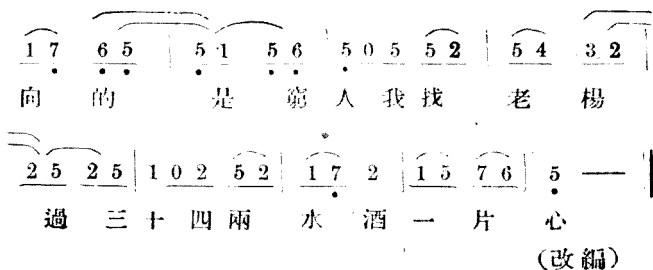 1 7 6 5 | 5 1 5 6 5 0 5 5 2 | 5 4 3 2
向 的 是 窮 人 我 找 老 楊
2 5 2 5 | 1 0 2 5 2 | 1 7 2 | 1 5 7 6 5 — |
過 三 十 四 兩 水 酒 一 片 心
(改編)